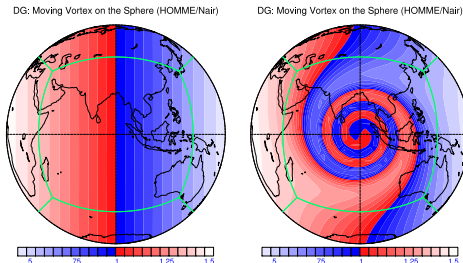 DG: Moving Vortex on the Sphere (HOMME/Nair)
DG: Moving Vortex on the Sphere (HOMME/Nair)
.5 .75 1 1.25 1.5
.5 .75 1 1.25 1.5